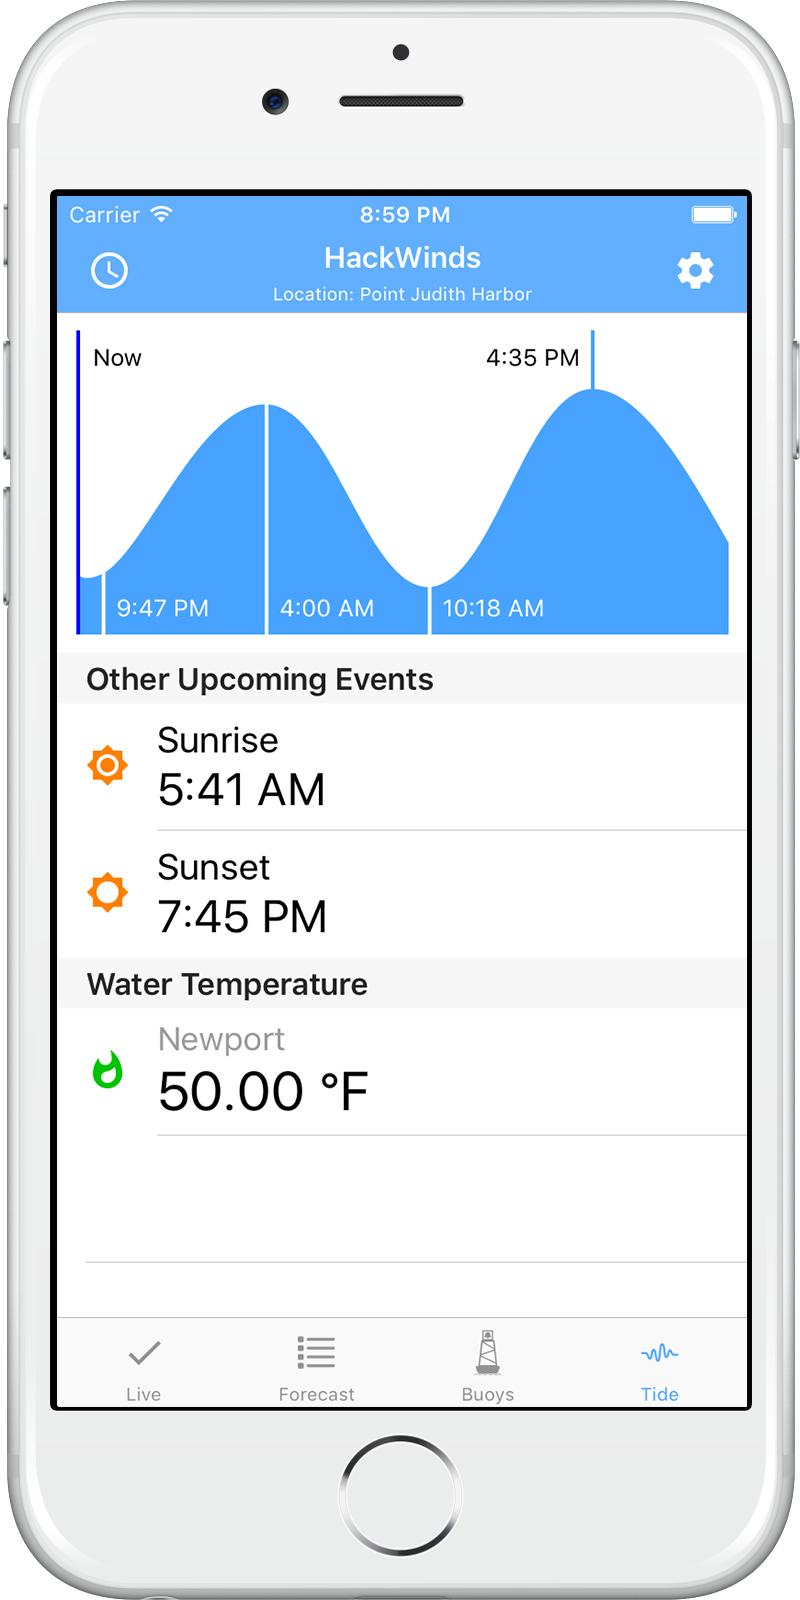 Carrier 8:59 PM
HackWinds
Location: Point Judith Harbor
Now 4:35 PM
9:47 PM 4:00 AM 10:18 AM
Other Upcoming Events
Sunrise
5:41 AM
Sunset
7:45 PM
Water Temperature
Newport
50.00 °F
Live Forecast Buoys Tide